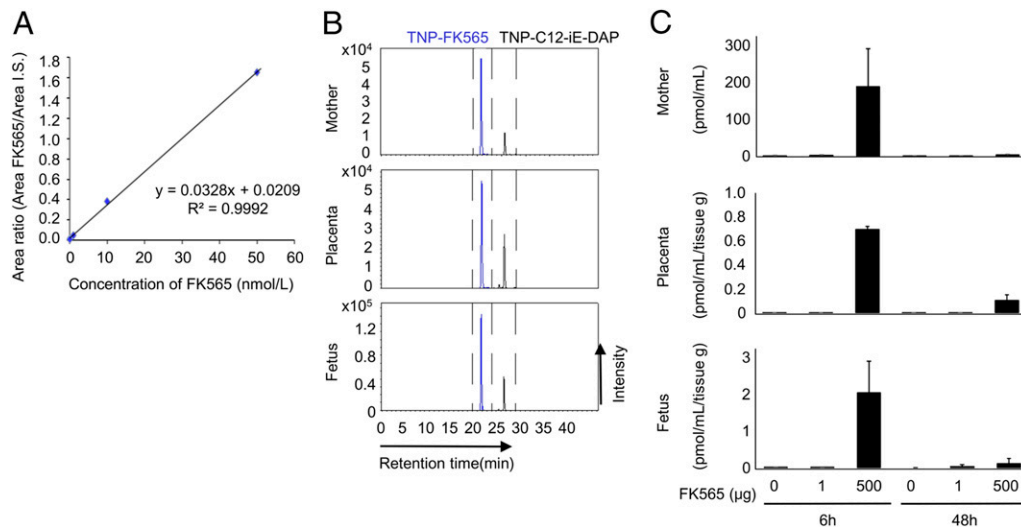 A
Area ratio (Area FK565/Area I.S.)
1.8
1.6
1.4
1.2
1.0
0.8
0.6
0.4
0.2
0.0
y = 0.0328x + 0.0209
R² = 0.9992
0 10 20 30 40 50 60
Concentration of FK565 (nmol/L)
B
TNP-FK565 TNP-C12-iE-DAP
x10⁴
Mother
5
4
3
2
1
0
x10⁴
Placenta
5
4
3
2
1
0
x10⁵
Fetus
1.2
0.8
0.4
0
Intensity
0 5 10 15 20 25 30 35 40
Retention time(min)
C
Mother
(pmol/mL)
300
200
100
0
Placenta
(pmol/mL/tissue g)
1.0
0.8
0.6
0.4
0.2
0
Fetus
(pmol/mL/tissue g)
3
2
1
0
FK565 (µg) 0 1 500 0 1 500
6h 48h